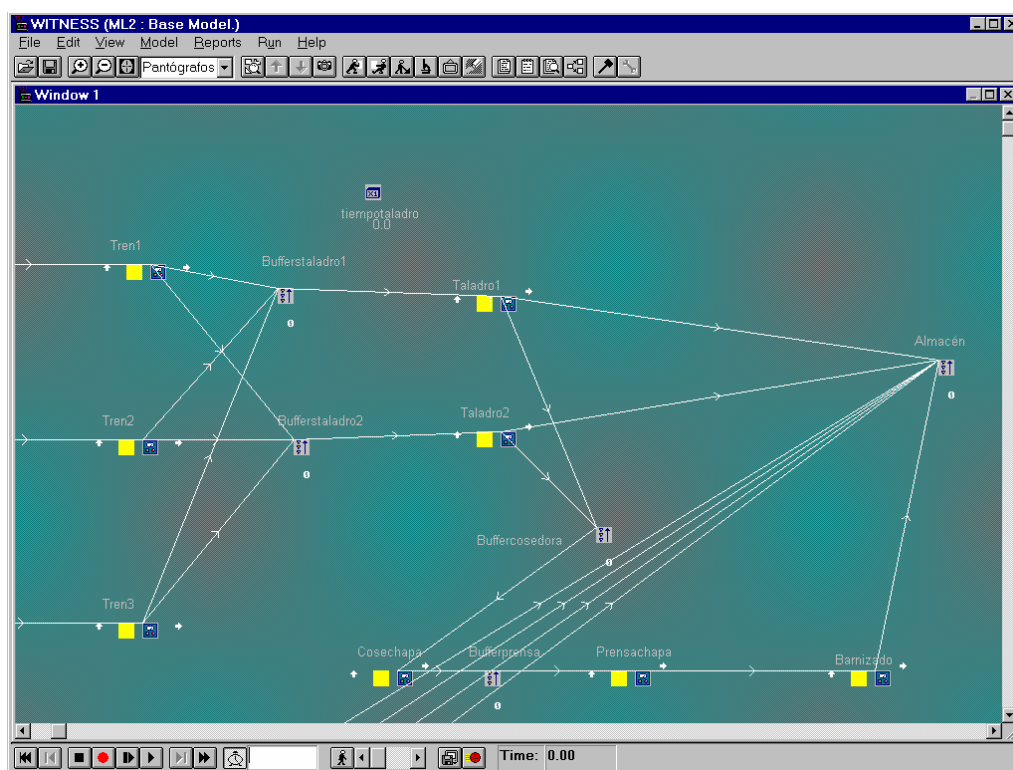 WITNESS (ML2 : Base Model.)
File Edit View Model Reports Run Help
Pantógrafos
Window 1
X1
tiempotaladro
0.0
Tren1
Bufferstaladro1
0
Taladro1
Almacén
0
Tren2
Bufferstaladro2
0
Taladro2
Buffercosedora
0
Tren3
Cosechapa
Bufferprensa
0
Prensachapa
Barnizado
Time: 0.00